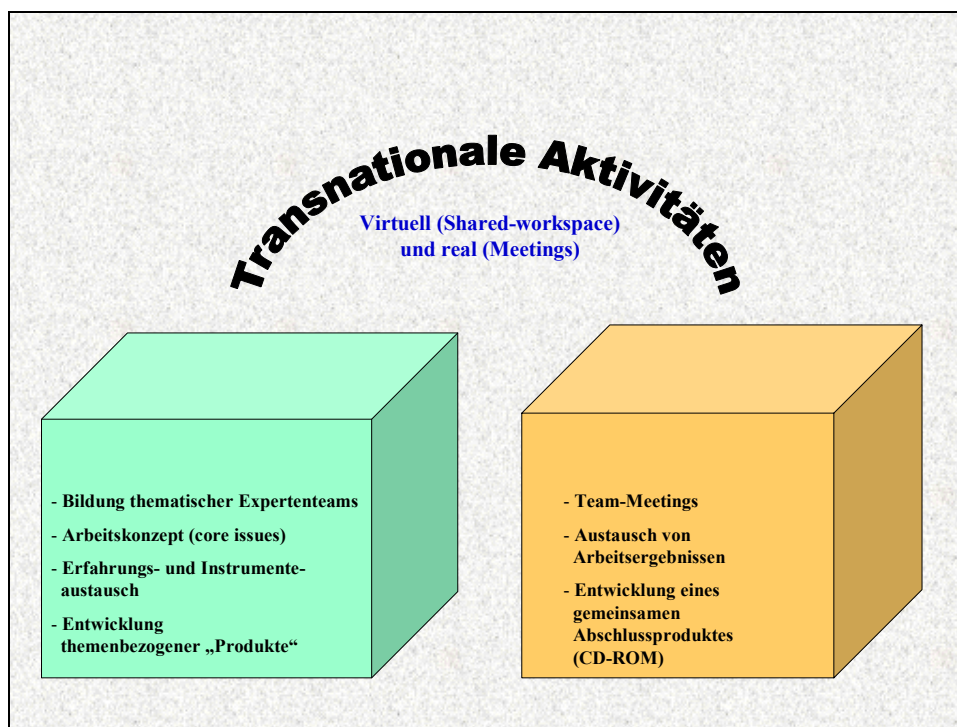 Transnationale Aktivitäten
Virtuell (Shared-workspace)
und real (Meetings)
- Bildung thematischer Expertenteams
- Arbeitskonzept (core issues)
- Erfahrungs- und Instrumente-
austausch
- Entwicklung
themenbezogener „Produkte“
- Team-Meetings
- Austausch von
Arbeitsergebnissen
- Entwicklung eines
gemeinsamen
Abschlussproduktes
(CD-ROM)